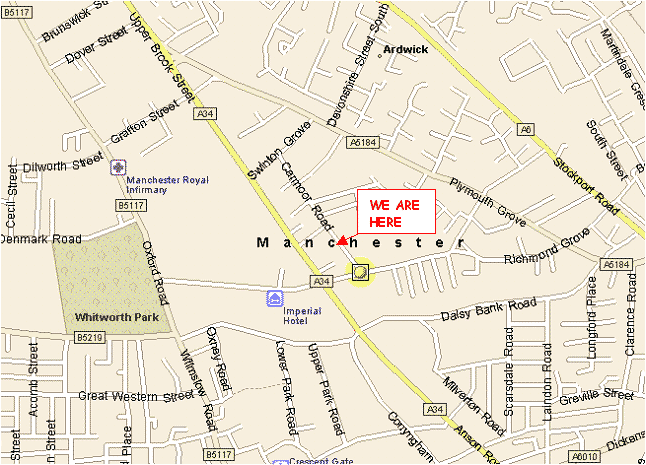 B5117
Brunswick St
Dover Street
Upper Brook Street
Grafton Street
A34
Devonshire Street South
Ardwick
Martindale Cresc
A6
South Street
Stockport Road
A5184
Swinton Grove
Carmoor Road
Plymouth Grove
Dilworth Street
Cecil Street
Manchester Royal
Infirmary
B5117
WE ARE
HERE
Denmark Road
Oxford Road
Manchester
Richmond Grove
A5184
A34
Imperial
Hotel
Whitworth Park
B5219
Daisy Bank Road
Longford Place
Clarence Road
Scarsdale Road
Laindon Road
Acomb Street
Great Western Street
Wilmslow Road
Oxney Road
Lower Park Road
Upper Park Road
Conyngham
A34
Milverton Road
Anson Ro
Greville Street
Dickens
A6010
B5117
d Place
Crescent Gate